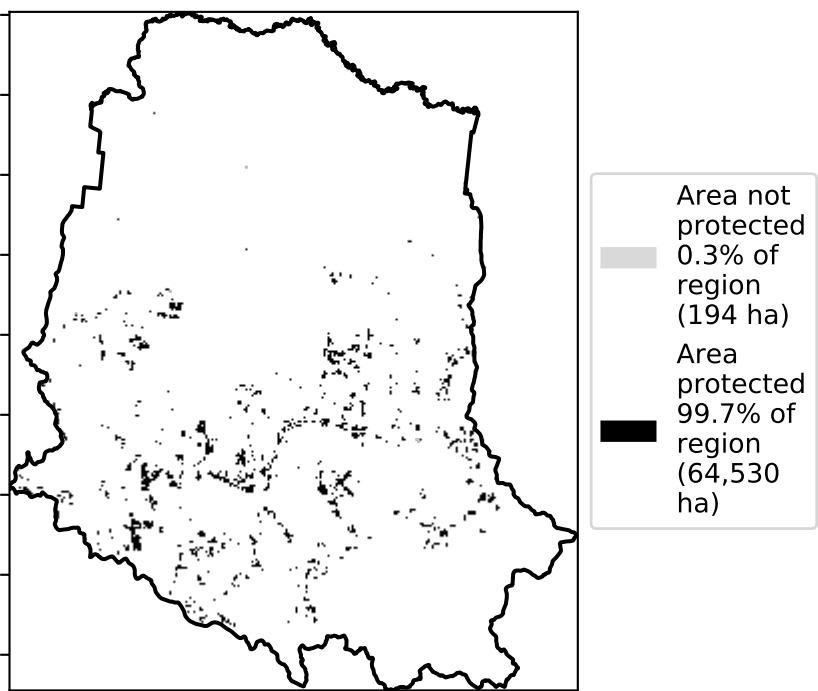 Area not
protected
0.3% of
region
(194 ha)
Area
protected
99.7% of
region
(64,530
ha)